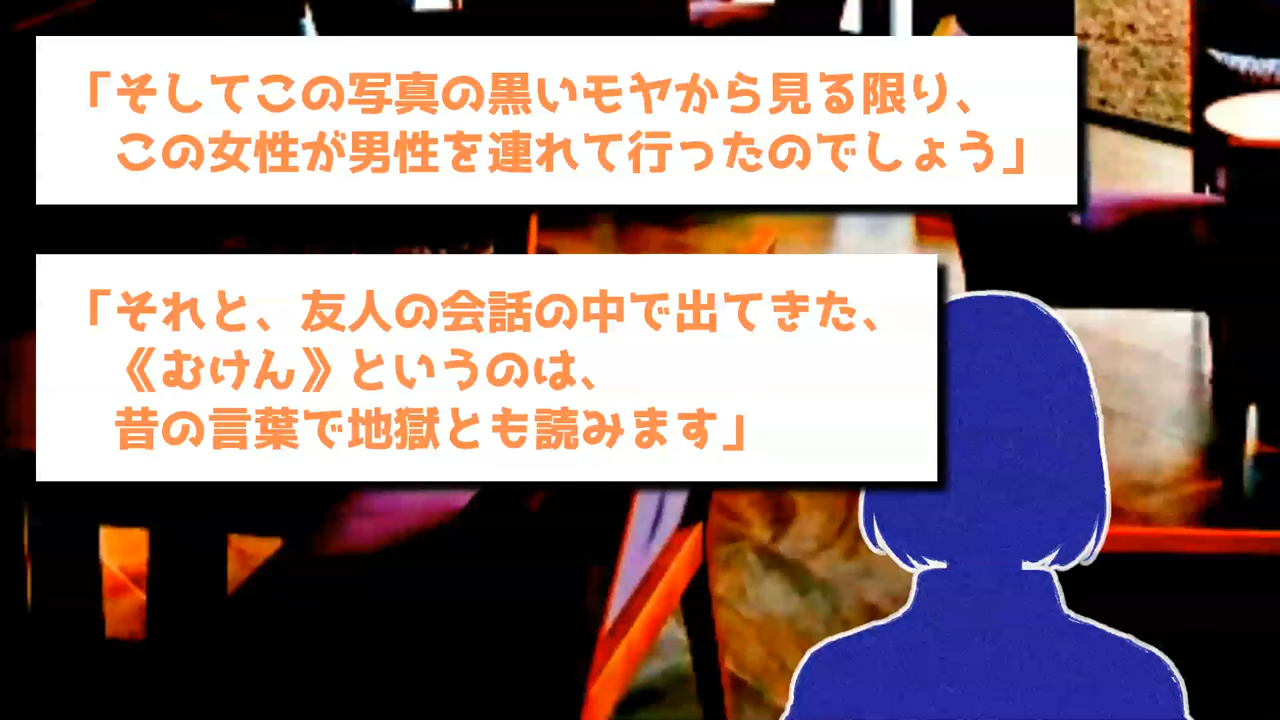 「そしてこの写真の黒いモヤから見る限り、
この女性が男性を連れて行ったのでしょう」
「それと、友人の会話の中で出てきた、
《むけん》というのは、
昔の言葉で地獄とも読みます」